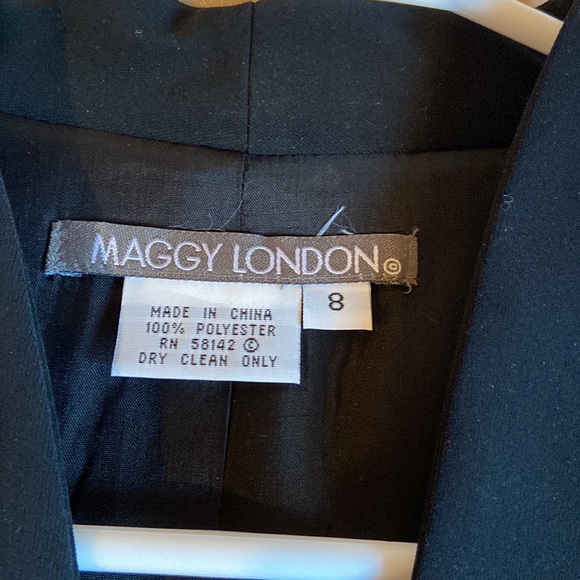 MAGGY LONDON©
8
MADE IN CHINA
100% POLYESTER
RN 58142 ©
DRY CLEAN ONLY